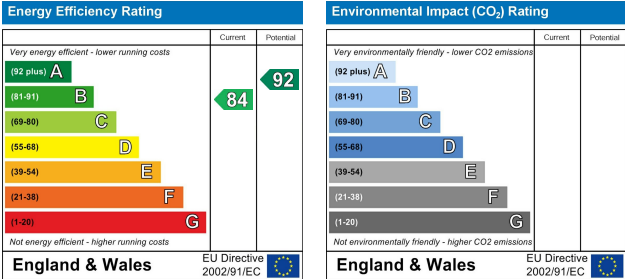 Energy Efficiency Rating
Current Potential
Very energy efficient - lower running costs
(92 plus) A
(81-91) B
(69-80) C
(55-68) D
(39-54) E
(21-38) F
(1-20) G
84
92
Not energy efficient - higher running costs
England & Wales
EU Directive
2002/91/EC
Environmental Impact (CO₂) Rating
Current Potential
Very environmentally friendly - lower CO2 emissions
(92 plus) A
(81-91) B
(69-80) C
(55-68) D
(39-54) E
(21-38) F
(1-20) G
Not environmentally friendly - higher CO2 emissions
England & Wales
EU Directive
2002/91/EC